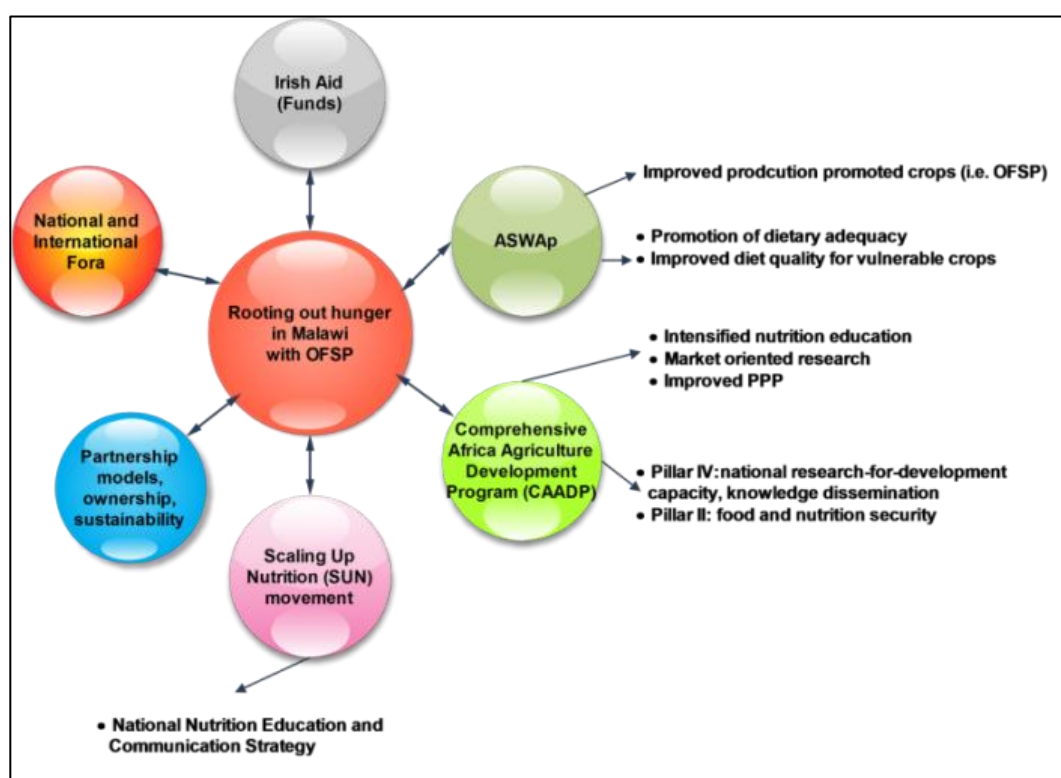 Irish Aid
(Funds)
National and
International
Fora
Rooting out hunger
in Malawi
with OFSP
ASWAp
Improved prodcution promoted crops (i.e. OFSP)
• Promotion of dietary adequacy
• Improved diet quality for vulnerable crops
• Intensified nutrition education
• Market oriented research
• Improved PPP
Comprehensive
Africa Agriculture
Development
Program (CAADP)
• Pillar IV: national research-for-development
capacity, knowledge dissemination
• Pillar II: food and nutrition security
Partnership
models,
ownership,
sustainability
Scaling Up
Nutrition (SUN)
movement
• National Nutrition Education and
Communication Strategy